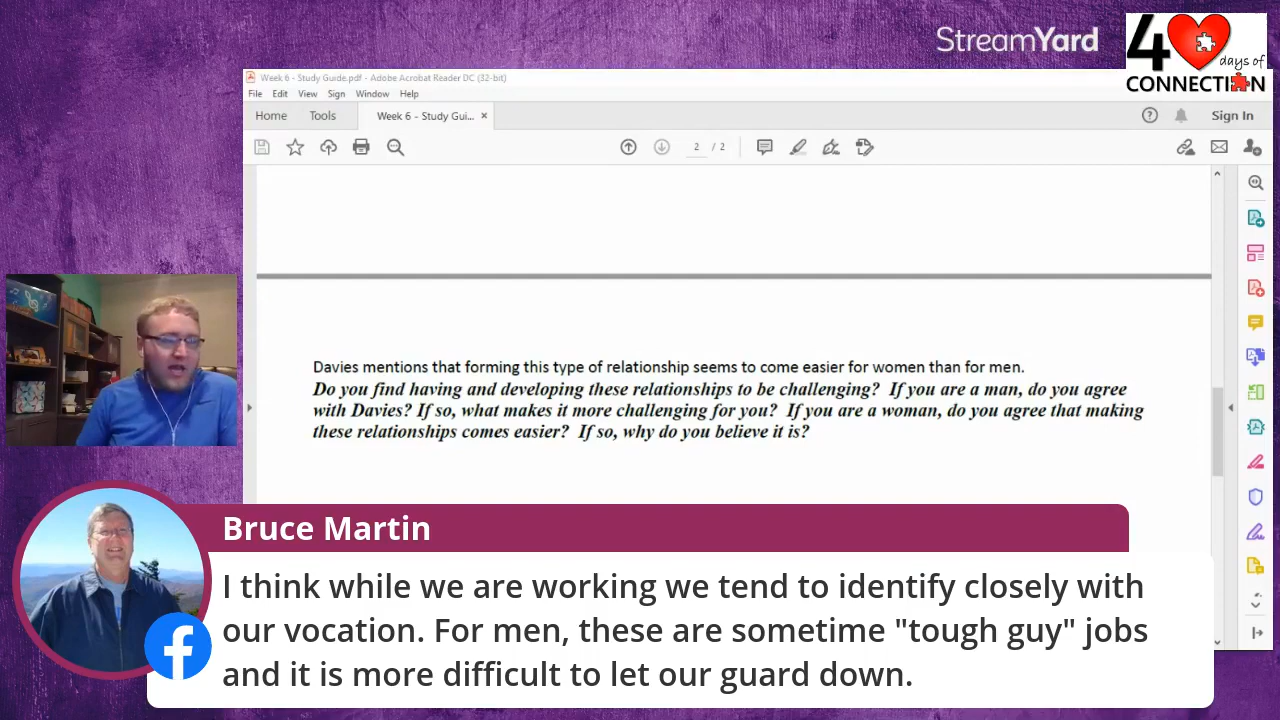 StreamYard
40
days of
CONNECTION
Week 6 - Study Guide.pdf - Adobe Acrobat Reader DC (32-bit)
File Edit View Sign Window Help
Home Tools Week 6 - Study Gui... × Sign In
2 / 2
Davies mentions that forming this type of relationship seems to come easier for women than for men.
Do you find having and developing these relationships to be challenging? If you are a man, do you agree
with Davies? If so, what makes it more challenging for you? If you are a woman, do you agree that making
these relationships comes easier? If so, why do you believe it is?
Bruce Martin
I think while we are working we tend to identify closely with
our vocation. For men, these are sometime "tough guy" jobs
and it is more difficult to let our guard down.